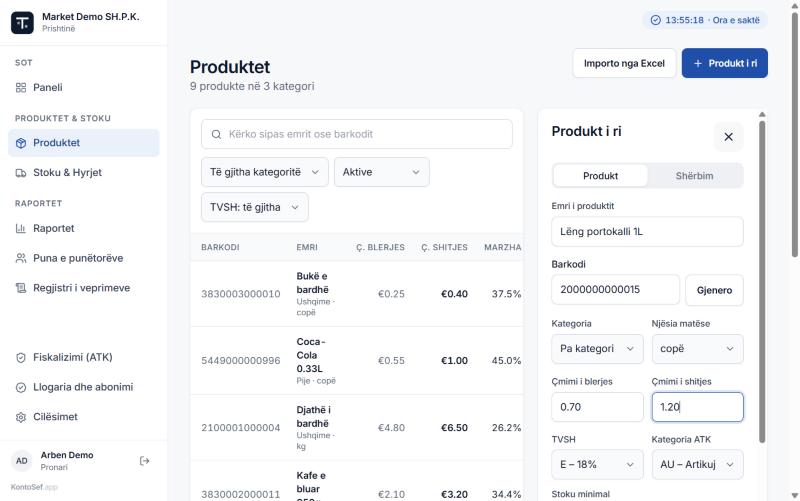 Market Demo SH.P.K.
Prishtinë
13:55:18 · Ora e saktë
SOT
Paneli
PRODUKTET & STOKU
Produktet
Stoku & Hyrjet
RAPORTET
Raportet
Puna e punëtorëve
Regjistri i veprimeve
Fiskalizimi (ATK)
Llogaria dhe abonimi
Cilësimet
AD
Arben Demo
Pronari
KontoSef.app
Produktet
9 produkte në 3 kategori
Importo nga Excel
+ Produkt i ri
Kërko sipas emrit ose barkodit
Të gjitha kategoritë
Aktive
TVSH: të gjitha
BARKODI EMRI Ç. BLERJES Ç. SHITJES MARZHA
3830003000010 Bukë e bardhë €0.25 €0.40 37.5%
Ushqime · copë
5449000000996 Coca-Cola 0.33L €0.55 €1.00 45.0%
Pije · copë
2100001000004 Djathë i bardhë €4.80 €6.50 26.2%
Ushqime · kg
3830002000011 Kafe e bluar €2.10 €3.20 34.4%
Produkt i ri
Produkt
Shërbim
Emri i produktit
Lëng portokalli 1L
Barkodi
2000000000015
Gjenero
Kategoria
Njësia matëse
Pa kategori
copë
Çmimi i blerjes
Çmimi i shitjes
0.70
1.20
TVSH
Kategoria ATK
E – 18%
AU – Artikuj
Stoku minimal